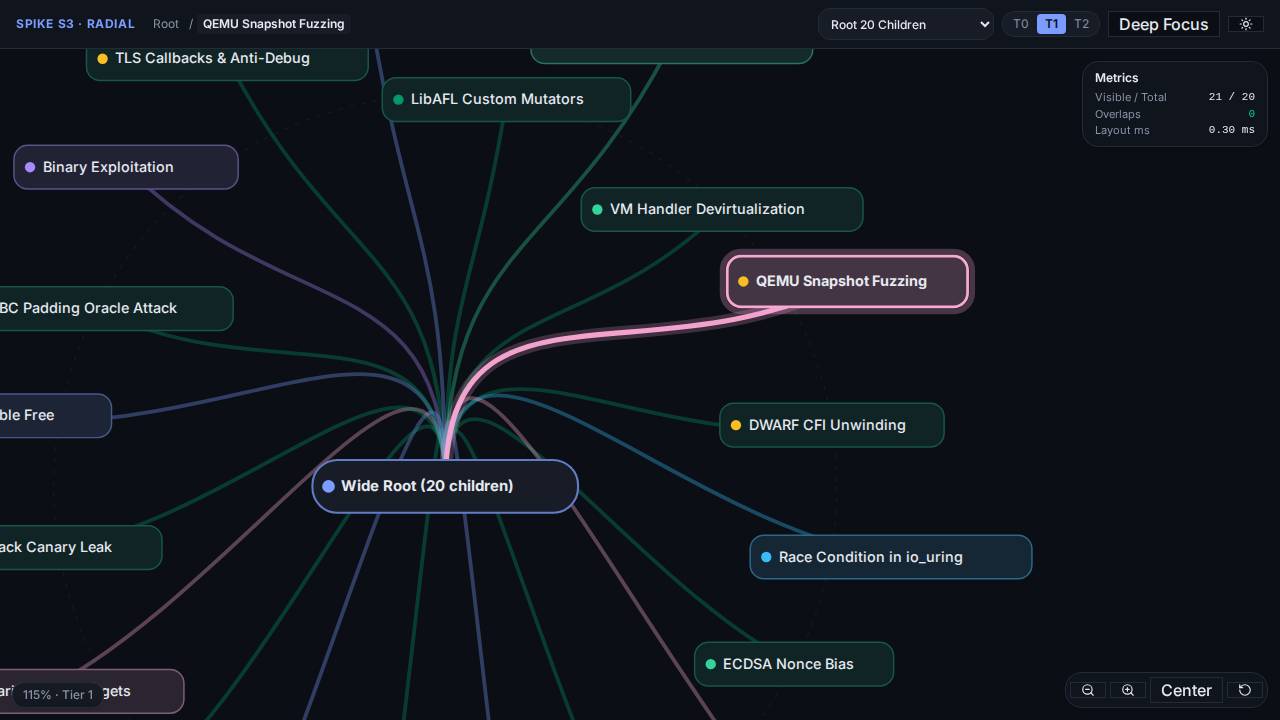 SPIKE S3 · RADIAL
Root / QEMU Snapshot Fuzzing
Root 20 Children
T0 T1 T2
Deep Focus
Metrics
Visible / Total 21 / 20
Overlaps 0
Layout ms 0.30 ms
TLS Callbacks & Anti-Debug
LibAFL Custom Mutators
Binary Exploitation
VM Handler Devirtualization
QEMU Snapshot Fuzzing
BC Padding Oracle Attack
ble Free
DWARF CFI Unwinding
Wide Root (20 children)
ack Canary Leak
Race Condition in io_uring
ECDSA Nonce Bias
gets
115% · Tier 1
Center